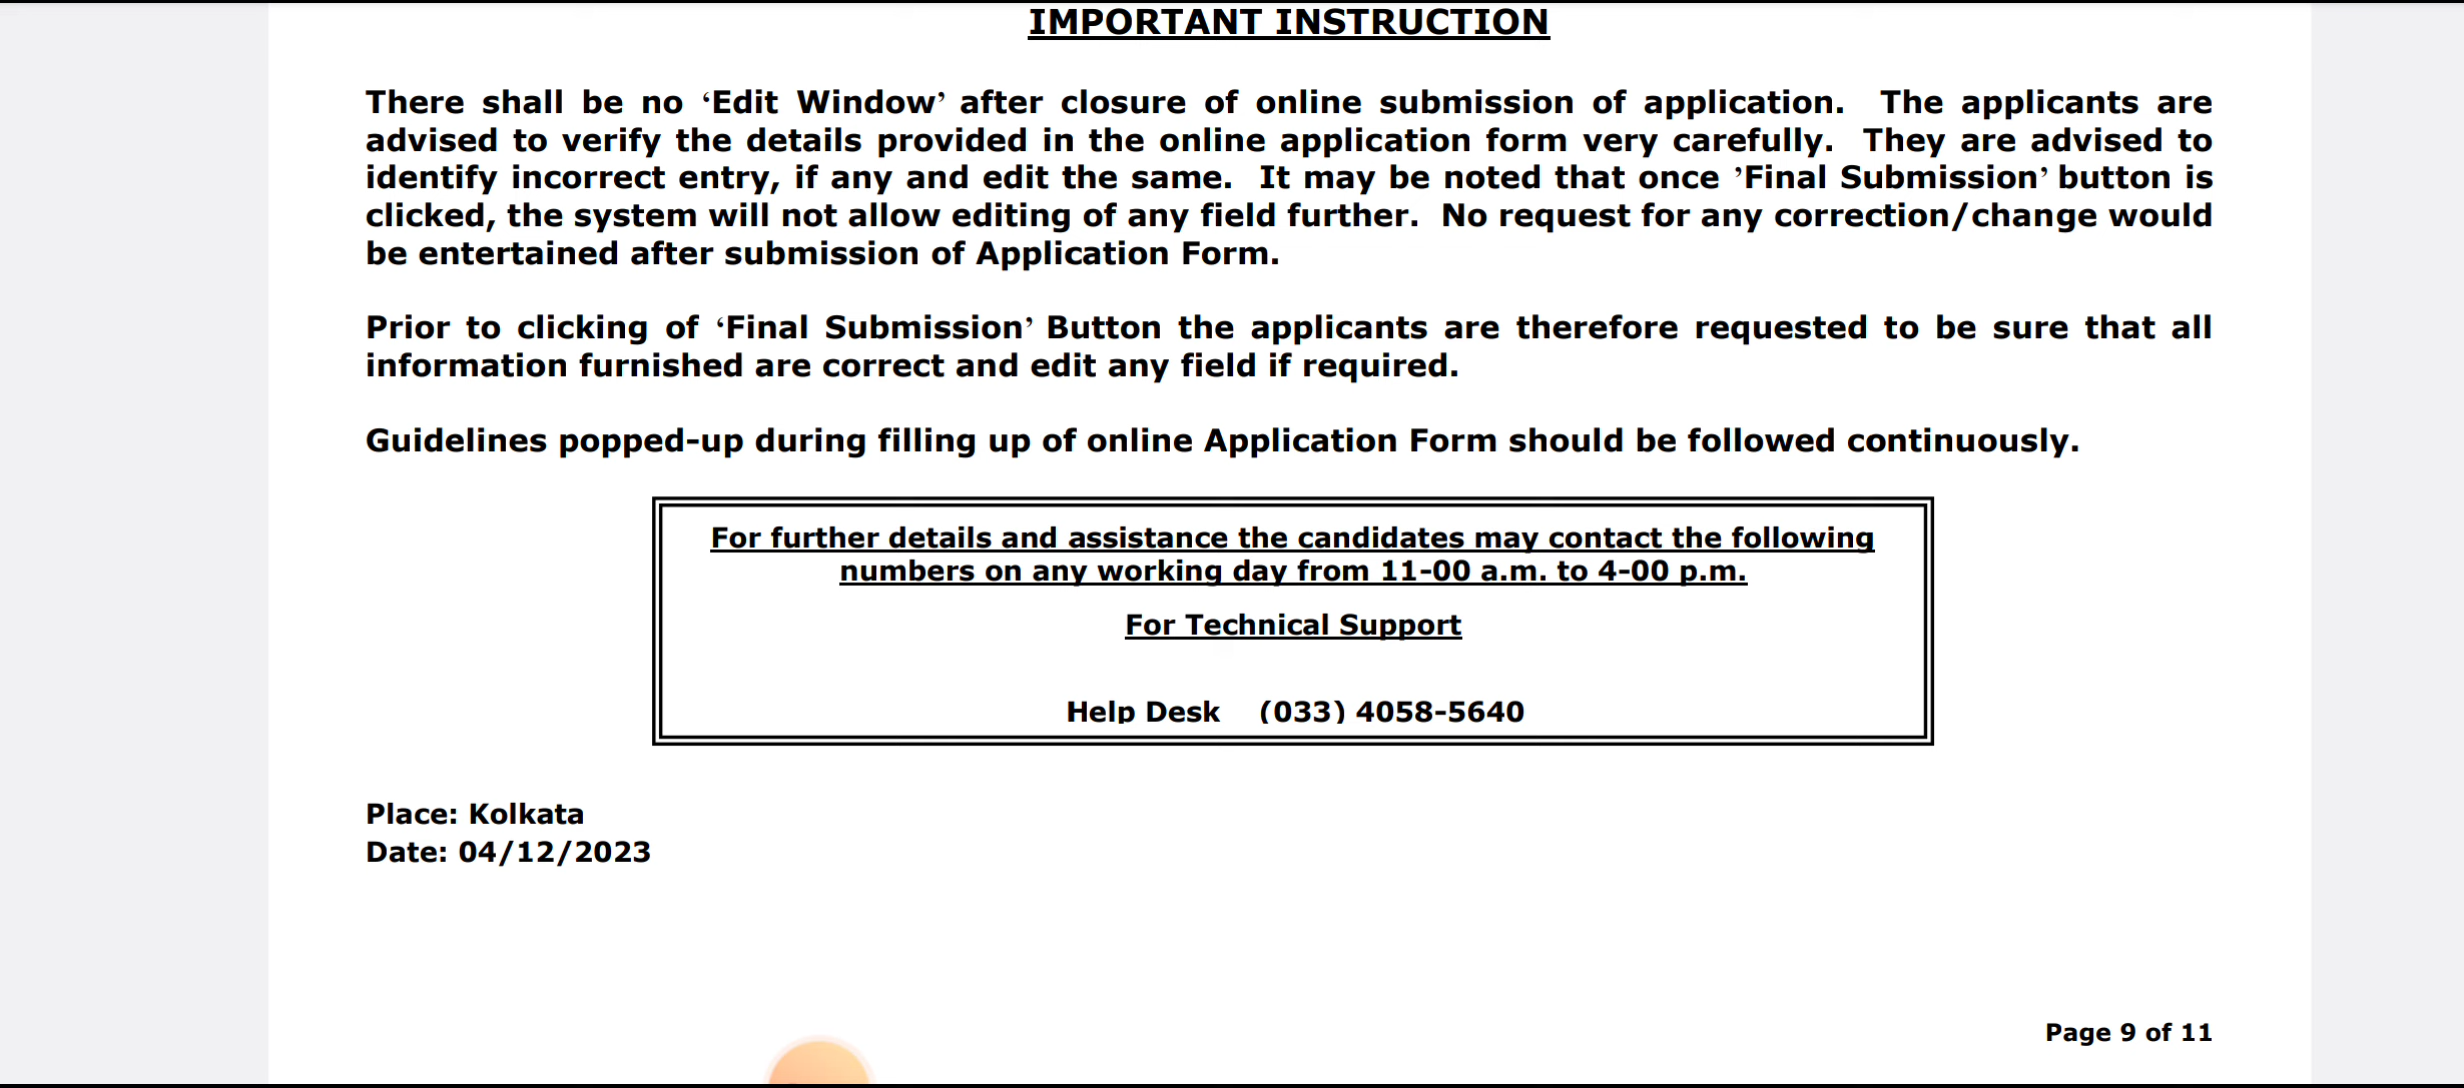 IMPORTANT INSTRUCTION
There shall be no ‘Edit Window’ after closure of online submission of application. The applicants are
advised to verify the details provided in the online application form very carefully. They are advised to
identify incorrect entry, if any and edit the same. It may be noted that once ’Final Submission’ button is
clicked, the system will not allow editing of any field further. No request for any correction/change would
be entertained after submission of Application Form.
Prior to clicking of ‘Final Submission’ Button the applicants are therefore requested to be sure that all
information furnished are correct and edit any field if required.
Guidelines popped-up during filling up of online Application Form should be followed continuously.
For further details and assistance the candidates may contact the following
numbers on any working day from 11-00 a.m. to 4-00 p.m.
For Technical Support
Help Desk (033) 4058-5640
Place: Kolkata
Date: 04/12/2023
Page 9 of 11